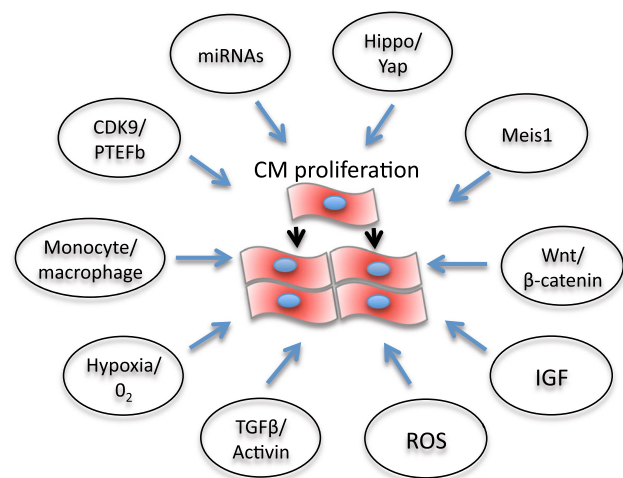 miRNAs
Hippo/
Yap
CDK9/
PTEFb
Meis1
CM proliferation
Monocyte/
macrophage
Wnt/
β-catenin
Hypoxia/
0₂
IGF
TGFβ/
Activin
ROS